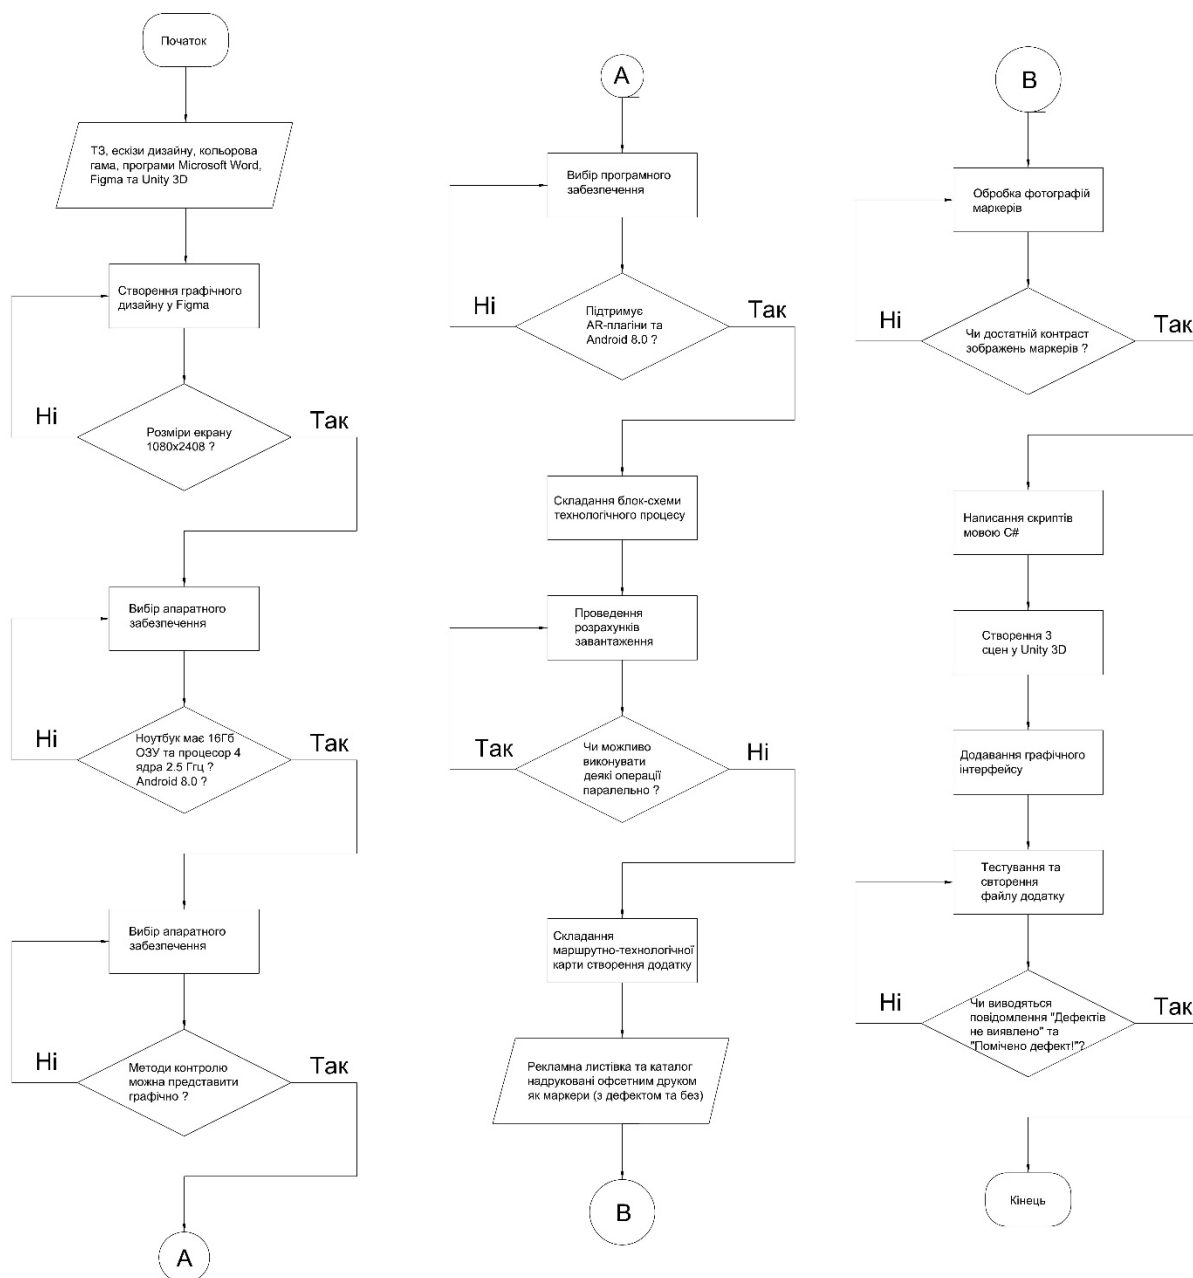 Початок
ТЗ, ескізи дизайну, кольорова
гама, програми Microsoft Word,
Figma та Unity 3D
Створення графічного
дизайну у Figma
Ні
Так
Розміри екрану
1080x2408 ?
Вибір апаратного
забезпечення
Ні
Так
Ноутбук має 16Гб
ОЗУ та процесор 4
ядра 2.5 Ггц ?
Android 8.0 ?
Вибір апаратного
забезпечення
Ні
Так
Методи контролю
можна представити
графічно ?
A
A
Вибір програмного
забезпечення
Ні
Так
Підтримує
AR-плагіни та
Android 8.0 ?
Складання блок-схеми
технологічного процесу
Проведення
розрахунків
завантаження
Так
Ні
Чи можливо
виконувати
деякі операції
паралельно ?
Складання
маршрутно-технологічної
карти створення додатку
Рекламна листівка та каталог
надруковані офсетним друком
як маркери (з дефектом та без)
B
B
Обробка фотографій
маркерів
Ні
Так
Чи достатній контраст
зображень маркерів ?
Написання скриптів
мовою C#
Створення 3
сцен у Unity 3D
Додавання графічного
інтерфейсу
Тестування та
свторення
файлу додатку
Ні
Так
Чи виводяться
повідомлення "Дефектів
не виявлено" та
"Помічено дефект!"?
Кінець